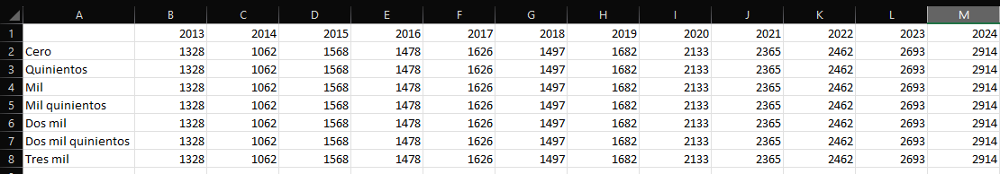 A B C D E F G H I J K L M
1 2013 2014 2015 2016 2017 2018 2019 2020 2021 2022 2023 2024
2 Cero 1328 1062 1568 1478 1626 1497 1682 2133 2365 2462 2693 2914
3 Quinientos 1328 1062 1568 1478 1626 1497 1682 2133 2365 2462 2693 2914
4 Mil 1328 1062 1568 1478 1626 1497 1682 2133 2365 2462 2693 2914
5 Mil quinientos 1328 1062 1568 1478 1626 1497 1682 2133 2365 2462 2693 2914
6 Dos mil 1328 1062 1568 1478 1626 1497 1682 2133 2365 2462 2693 2914
7 Dos mil quinientos 1328 1062 1568 1478 1626 1497 1682 2133 2365 2462 2693 2914
8 Tres mil 1328 1062 1568 1478 1626 1497 1682 2133 2365 2462 2693 2914